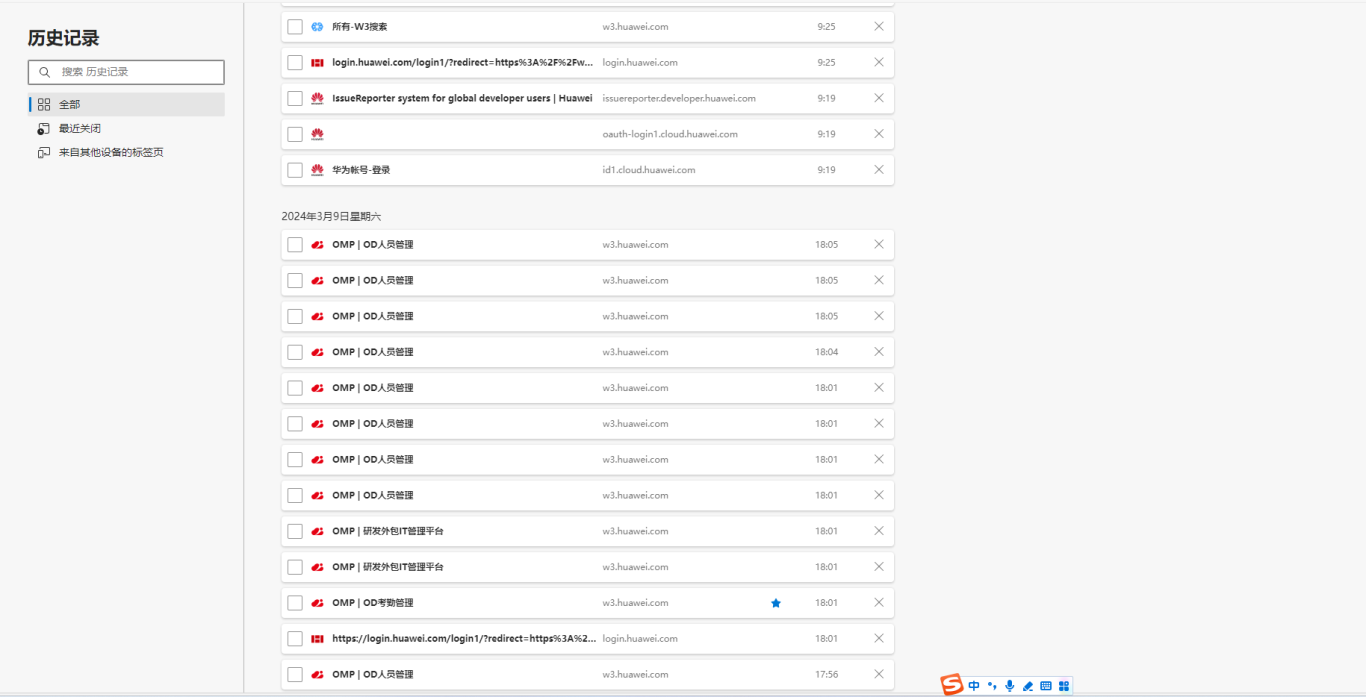 历史记录
搜索 历史记录
全部
最近关闭
来自其他设备的标签页
所有-W3搜索 w3.huawei.com 9:25
login.huawei.com/login1/?redirect=https%3A%2F%2Fw... login.huawei.com 9:25
IssueReporter system for global developer users | Huawei issuereporter.developer.huawei.com 9:19
oauth-login1.cloud.huawei.com 9:19
华为帐号-登录 id1.cloud.huawei.com 9:19
2024年3月9日星期六
OMP | OD人员管理 w3.huawei.com 18:05
OMP | OD人员管理 w3.huawei.com 18:05
OMP | OD人员管理 w3.huawei.com 18:05
OMP | OD人员管理 w3.huawei.com 18:04
OMP | OD人员管理 w3.huawei.com 18:01
OMP | OD人员管理 w3.huawei.com 18:01
OMP | OD人员管理 w3.huawei.com 18:01
OMP | OD人员管理 w3.huawei.com 18:01
OMP | 研发外包IT管理平台 w3.huawei.com 18:01
OMP | 研发外包IT管理平台 w3.huawei.com 18:01
OMP | OD考勤管理 w3.huawei.com 18:01
https://login.huawei.com/login1/?redirect=https%3A%2... login.huawei.com 18:01
OMP | OD人员管理 w3.huawei.com 17:56
中